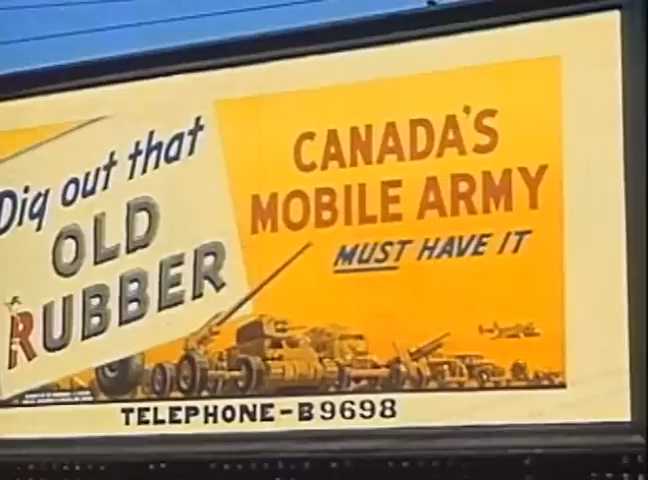 Dig out that
OLD
RUBBER
CANADA'S
MOBILE ARMY
MUST HAVE IT
TELEPHONE-B9698